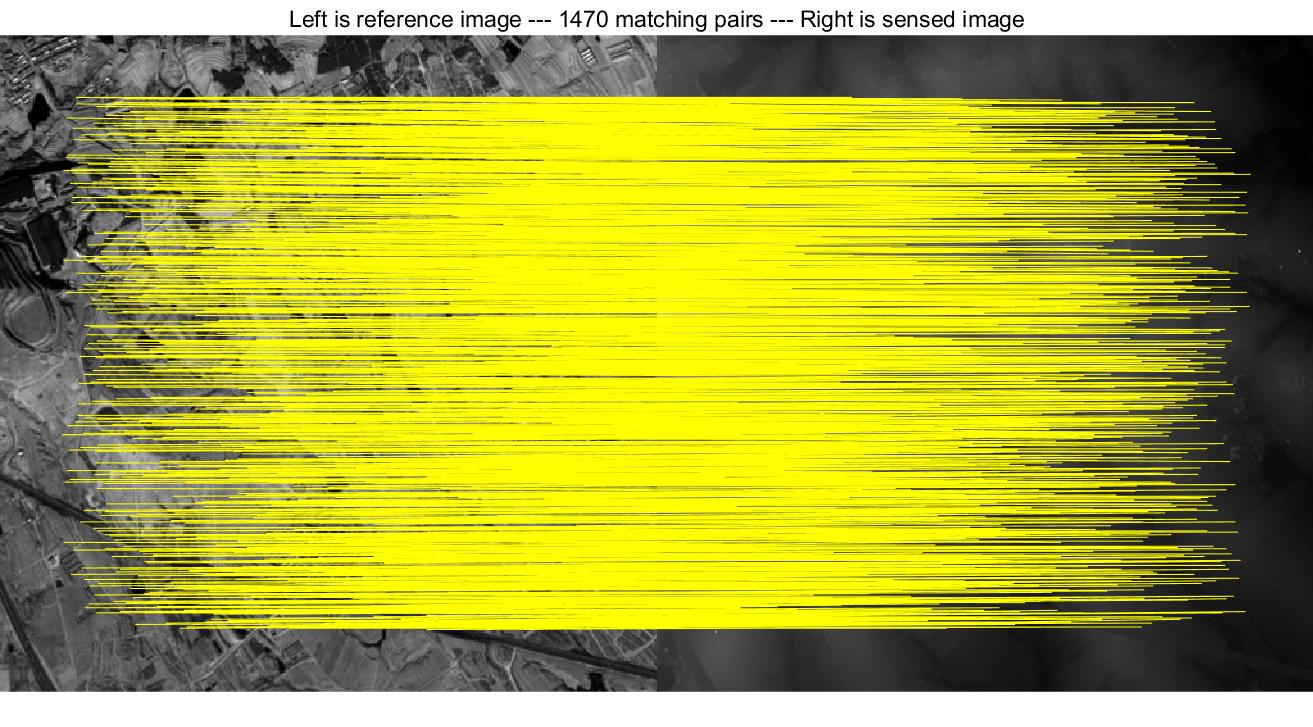 Left is reference image --- 1470 matching pairs --- Right is sensed image